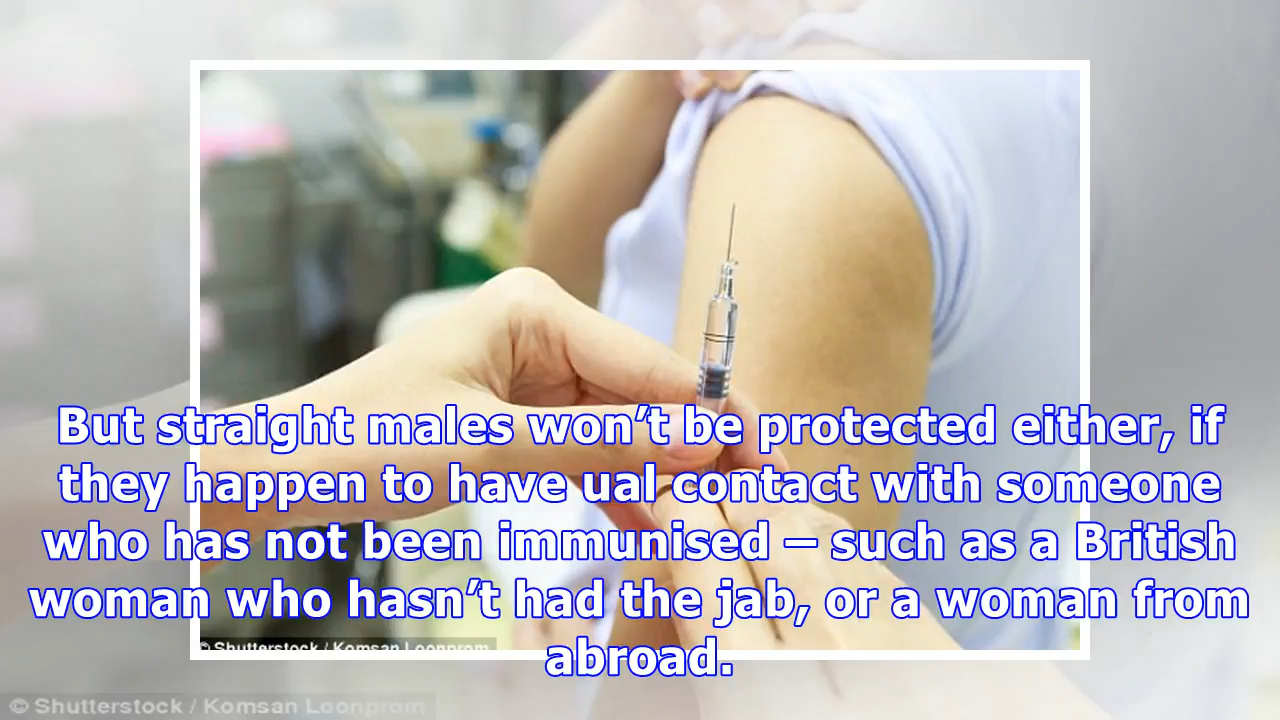 But straight males won’t be protected either, if
they happen to have ual contact with someone
who has not been immunised – such as a British
woman who hasn’t had the jab, or a woman from
abroad.
© Shutterstock / Komsan Loonprom
© Shutterstock / Komsan Loonprom